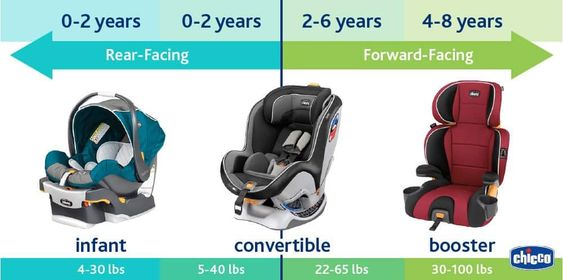 0-2 years 0-2 years 2-6 years 4-8 years
Rear-Facing Forward-Facing
infant convertible booster
4-30 lbs 5-40 lbs 22-65 lbs 30-100 lbs
chicco